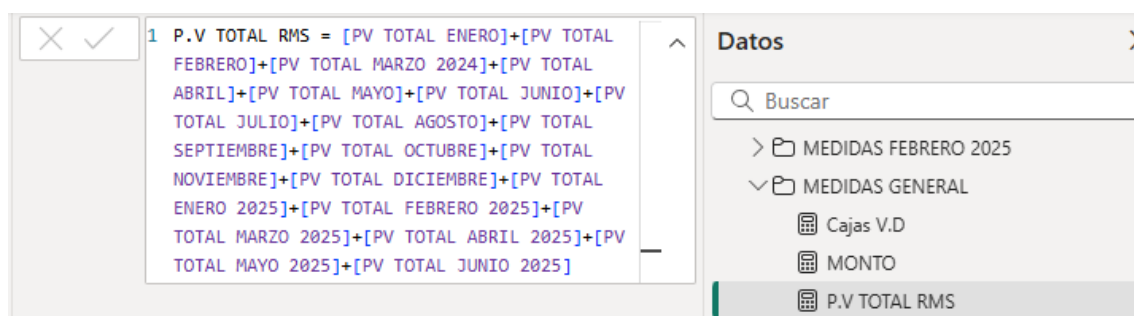 1 P.V TOTAL RMS = [PV TOTAL ENERO]+[PV TOTAL
FEBRERO]+[PV TOTAL MARZO 2024]+[PV TOTAL
ABRIL]+[PV TOTAL MAYO]+[PV TOTAL JUNIO]+[PV
TOTAL JULIO]+[PV TOTAL AGOSTO]+[PV TOTAL
SEPTIEMBRE]+[PV TOTAL OCTUBRE]+[PV TOTAL
NOVIEMBRE]+[PV TOTAL DICIEMBRE]+[PV TOTAL
ENERO 2025]+[PV TOTAL FEBRERO 2025]+[PV
TOTAL MARZO 2025]+[PV TOTAL ABRIL 2025]+[PV
TOTAL MAYO 2025]+[PV TOTAL JUNIO 2025]
Datos
Buscar
MEDIDAS FEBRERO 2025
MEDIDAS GENERAL
Cajas V.D
MONTO
P.V TOTAL RMS